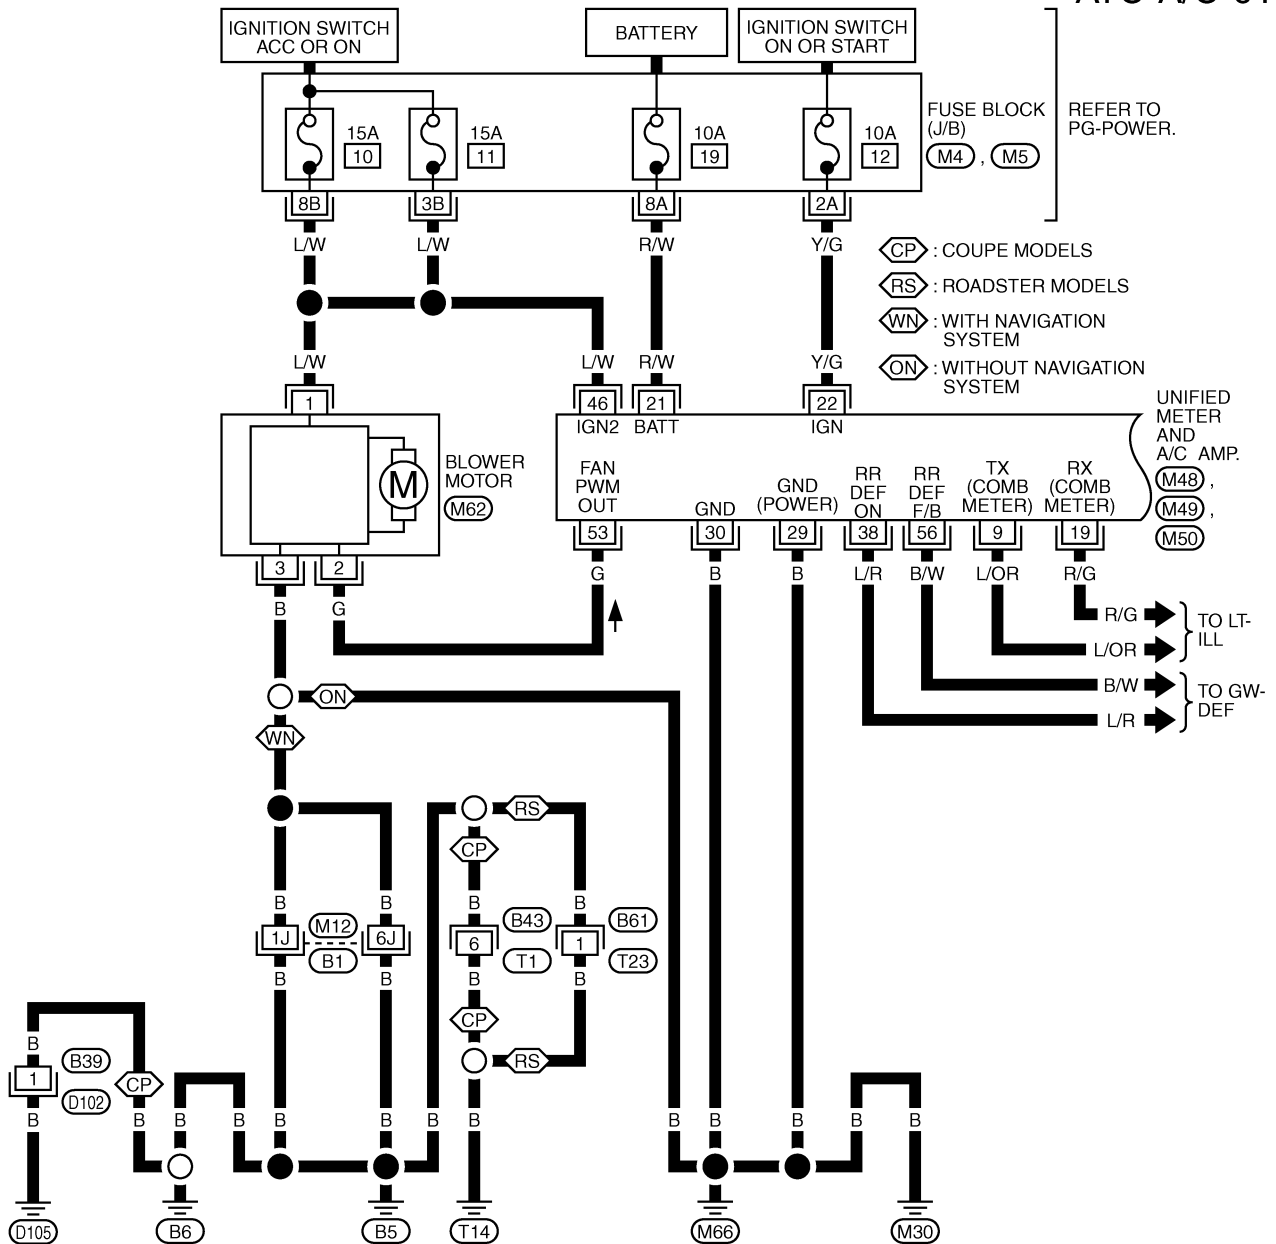 IGNITION SWITCH
ACC OR ON
BATTERY
IGNITION SWITCH
ON OR START
15A
10
15A
11
10A
19
10A
12
FUSE BLOCK
(J/B)
M4 , M5
REFER TO
PG-POWER.
8B
3B
8A
2A
L/W
L/W
R/W
Y/G
CP : COUPE MODELS
RS : ROADSTER MODELS
WN : WITH NAVIGATION
SYSTEM
ON : WITHOUT NAVIGATION
SYSTEM
L/W
L/W
R/W
Y/G
1
46
21
22
IGN2
BATT
IGN
UNIFIED
METER
AND
A/C AMP.
M48 ,
M49 ,
M50
BLOWER
MOTOR
M62
M
FAN
PWM
OUT
GND
GND
(POWER)
RR
DEF
ON
RR
DEF
F/B
TX
(COMB
METER)
RX
(COMB
METER)
53
30
29
38
56
9
19
3
2
G
B
B
L/R
B/W
L/OR
R/G
B
G
R/G
L/OR
TO LT-
ILL
B/W
L/R
TO GW-
DEF
ON
WN
RS
CP
B
B
B
B
1J
M12
B1
6J
6
B43
T1
1
B61
T23
B
B
B
B
CP
RS
B
1
B39
D102
CP
B
B
B
B
B
B
B
B
B
B
B
B
B
D105
B6
B5
T14
M66
M30